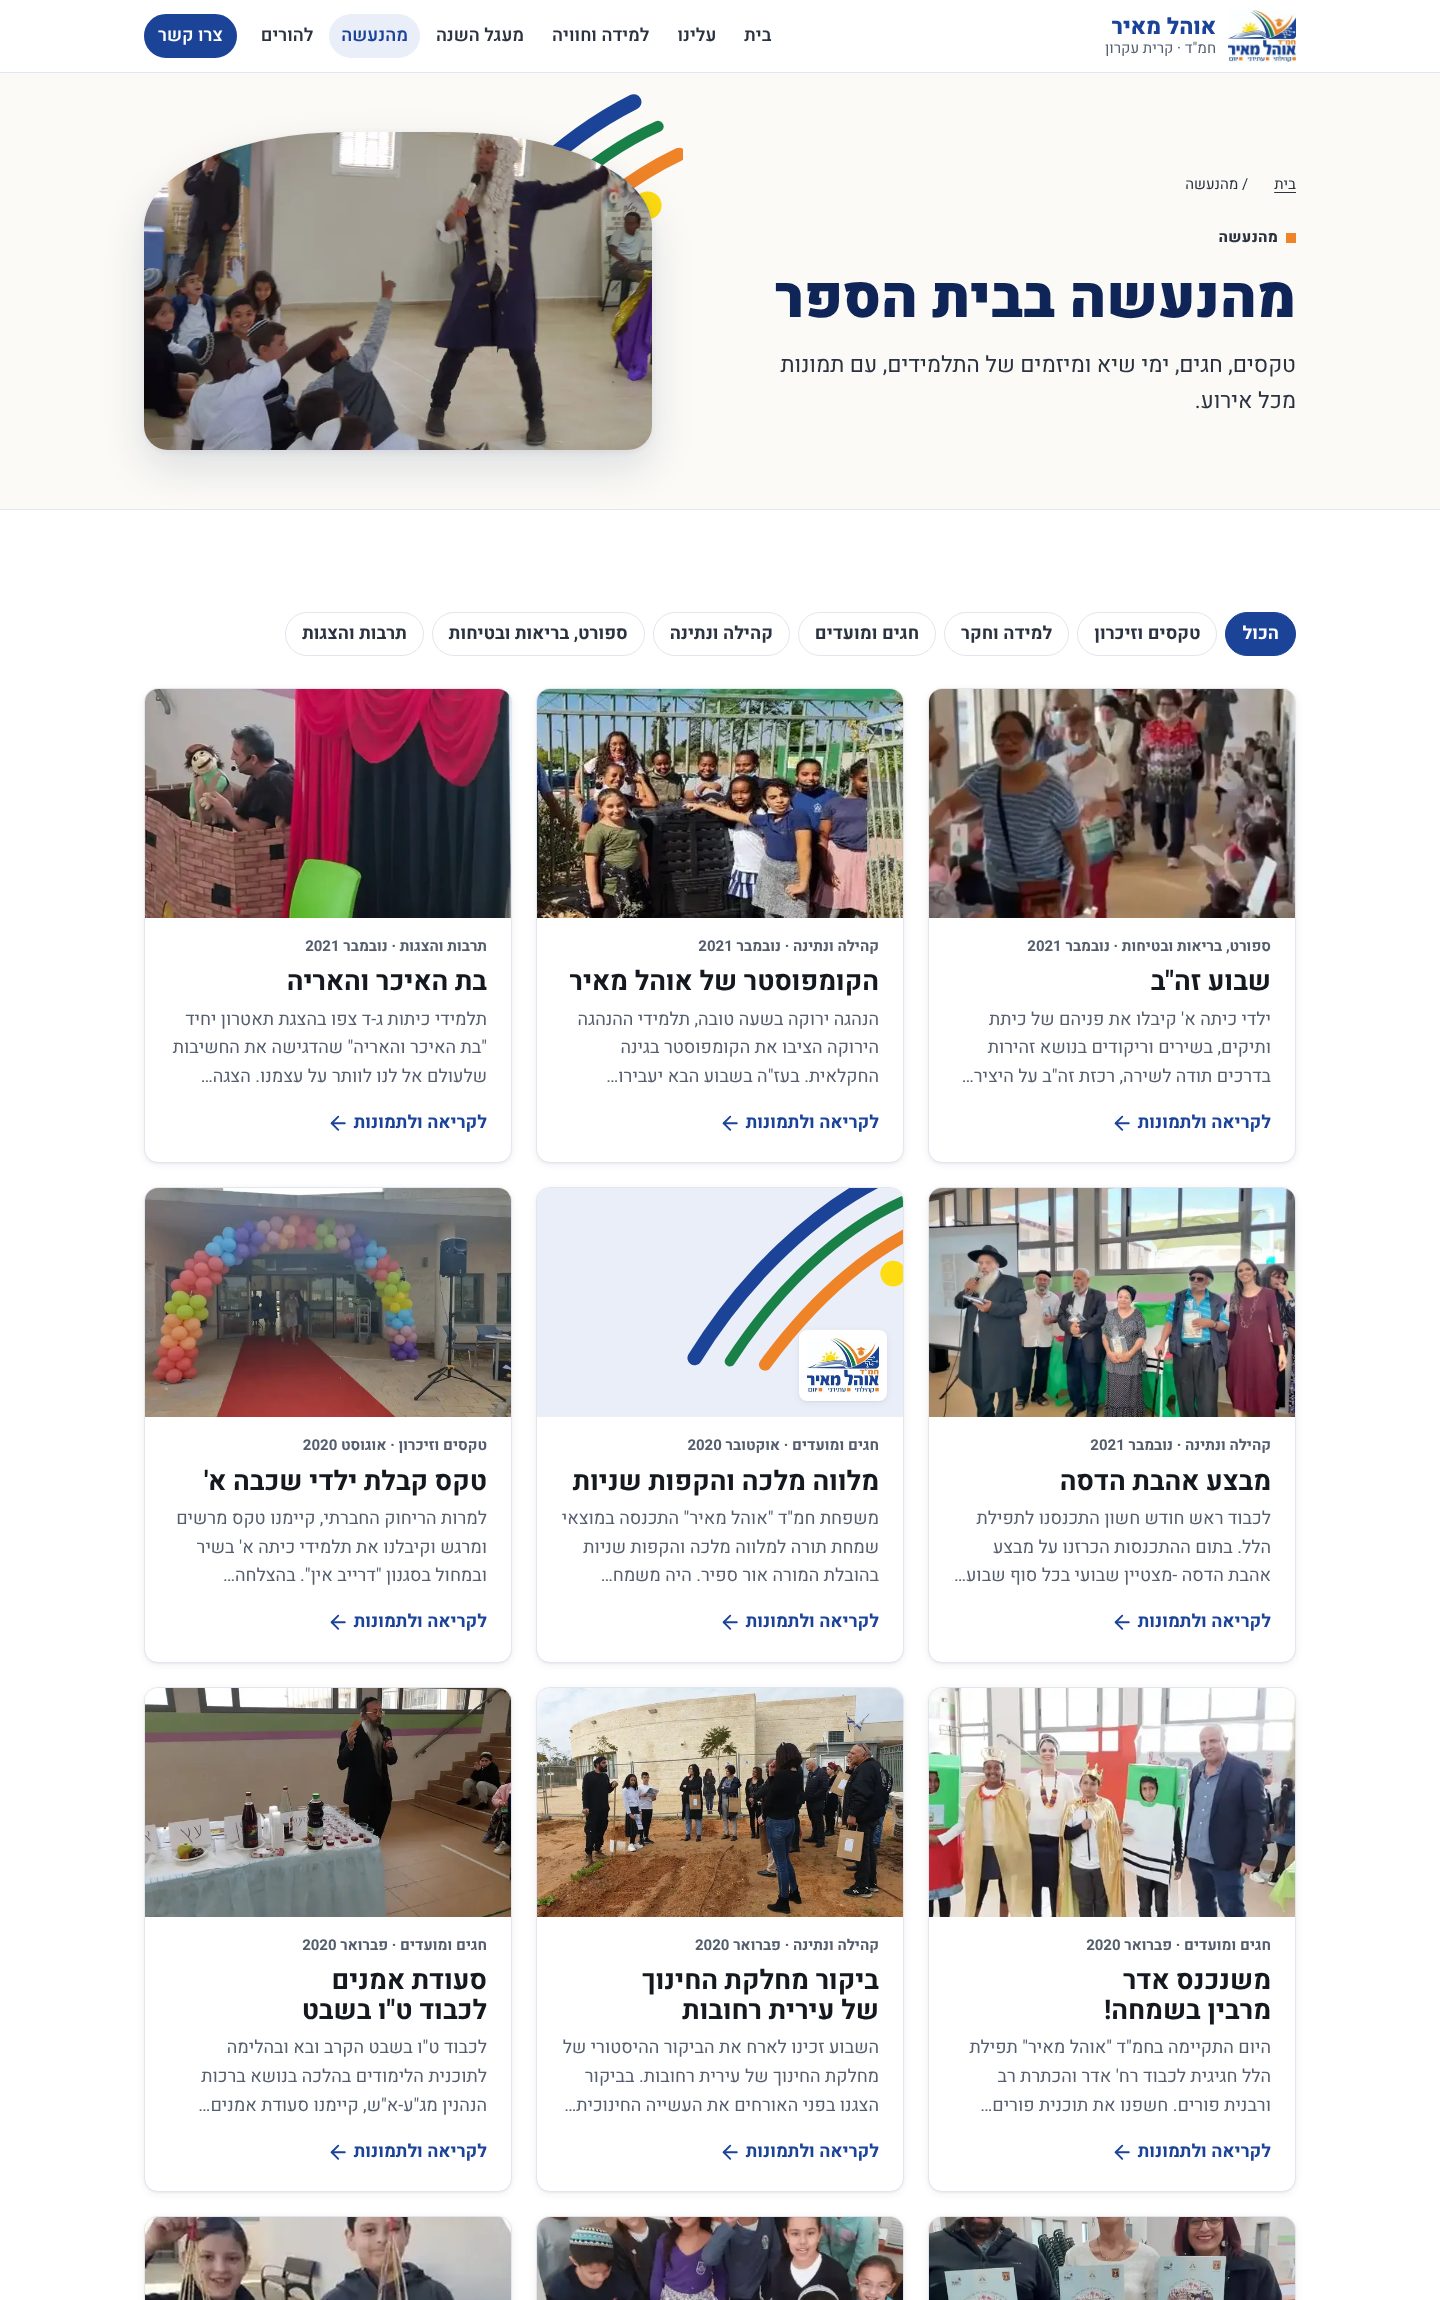 אוהל מאיר
חמ"ד · קרית עקרון
בית
עלינו
למידה וחוויה
מעגל השנה
מהנעשה
להורים
צרו קשר
בית / מהנעשה
מהנעשה
מהנעשה בבית הספר
טקסים, חגים, ימי שיא ומיזמים של התלמידים, עם תמונות
מכל אירוע.
הכול
טקסים וזיכרון
למידה וחקר
חגים ומועדים
קהילה ונתינה
ספורט, בריאות ובטיחות
תרבות והצגות
ספורט, בריאות ובטיחות · נובמבר 2021
שבוע זה"ב
ילדי כיתה א' קיבלו את פניהם של כיתת
ותיקים, בשירים וריקודים בנושא זהירות
בדרכים תודה לשירה, רכזת זה"ב על היציר...
לקריאה ולתמונות
קהילה ונתינה · נובמבר 2021
הקומפוסטר של אוהל מאיר
הנהגה ירוקה בשעה טובה, תלמידי ההנהגה
הירוקה הציבו את הקומפוסטר בגינה
החקלאית. בעז"ה בשבוע הבא יעבירו...
לקריאה ולתמונות
תרבות והצגות · נובמבר 2021
בת האיכר והאריה
תלמידי כיתות ג-ד צפו בהצגת תאטרון יחיד
"בת האיכר והאריה" שהדגישה את החשיבות
שלעולם אל לנו לוותר על עצמנו. הצגה...
לקריאה ולתמונות
קהילה ונתינה · נובמבר 2021
מבצע אהבת הדסה
לכבוד ראש חודש חשון התכנסנו לתפילת
הלל. בתום ההתכנסות הכרזנו על מבצע
אהבת הדסה -מצטיין שבועי בכל סוף שבוע...
לקריאה ולתמונות
חמ"ד
אוהל מאיר
קהילתי עתידני יזום
חגים ומועדים · אוקטובר 2020
מלווה מלכה והקפות שניות
משפחת חמ"ד "אוהל מאיר" התכנסה במוצאי
שמחת תורה למלווה מלכה והקפות שניות
בהובלת המורה אור ספיר. היה משמח...
לקריאה ולתמונות
טקסים וזיכרון · אוגוסט 2020
טקס קבלת ילדי שכבה א'
למרות הריחוק החברתי, קיימנו טקס מרשים
ומרגש וקיבלנו את תלמידי כיתה א' בשיר
ובמחול בסגנון "דרייב אין". בהצלחה...
לקריאה ולתמונות
חגים ומועדים · פברואר 2020
משנכנס אדר
מרבין בשמחה!
היום התקיימה בחמ"ד "אוהל מאיר" תפילת
הלל חגיגית לכבוד רח' אדר והכתרת רב
ורבנית פורים. חשפנו את תוכנית פורים...
לקריאה ולתמונות
קהילה ונתינה · פברואר 2020
ביקור מחלקת החינוך
של עירית רחובות
השבוע זכינו לארח את הביקור ההיסטורי של
מחלקת החינוך של עירית רחובות. בביקור
הצגנו בפני האורחים את העשייה החינוכית...
לקריאה ולתמונות
חגים ומועדים · פברואר 2020
סעודת אמנים
לכבוד ט"ו בשבט
לכבוד ט"ו בשבט הקרב ובא ובהלימה
לתוכנית הלימודים בהלכה בנושא ברכות
הנהנין מג"ע-א"ש, קיימנו סעודת אמנים...
לקריאה ולתמונות